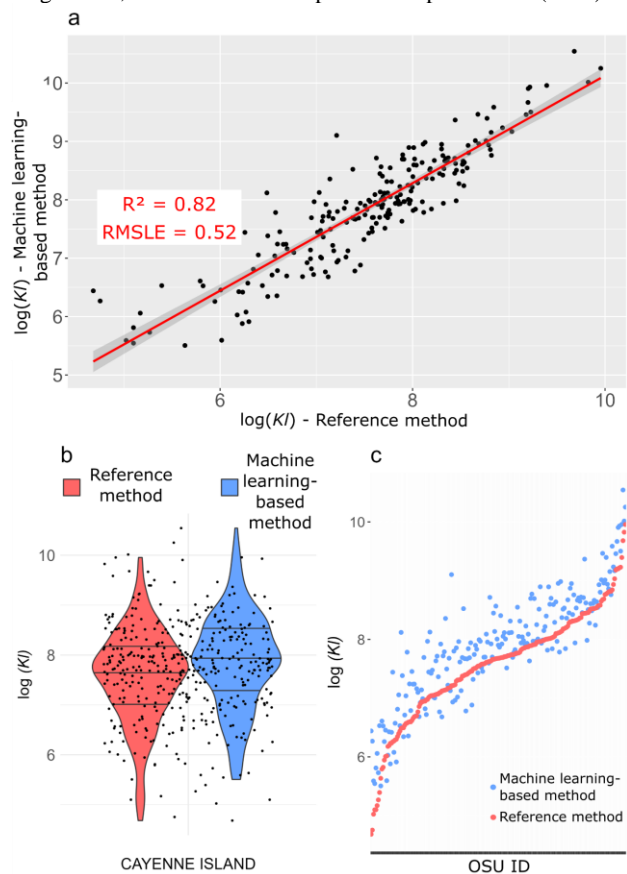 a
log(KI) - Machine learning-
based method
10
9
8
7
6
5
R² = 0.82
RMSLE = 0.52
6
8
10
log(KI) - Reference method
b
Reference
method
Machine
learning-
based
method
log (KI)
10
8
6
CAYENNE ISLAND
c
log (KI)
10
8
6
Machine learning-
based method
Reference method
OSU ID